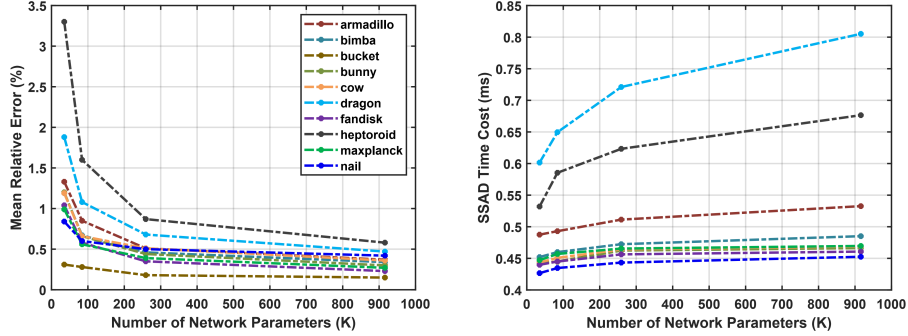 3.5
3
2.5
2
1.5
1
0.5
0
0 100 200 300 400 500 600 700 800 900 1000
Mean Relative Error (%)
Number of Network Parameters (K)
armadillo
bimba
bucket
bunny
cow
dragon
fandisk
heptoroid
maxplanck
nail
0.85
0.8
0.75
0.7
0.65
0.6
0.55
0.5
0.45
0.4
0 100 200 300 400 500 600 700 800 900 1000
SSAD Time Cost (ms)
Number of Network Parameters (K)